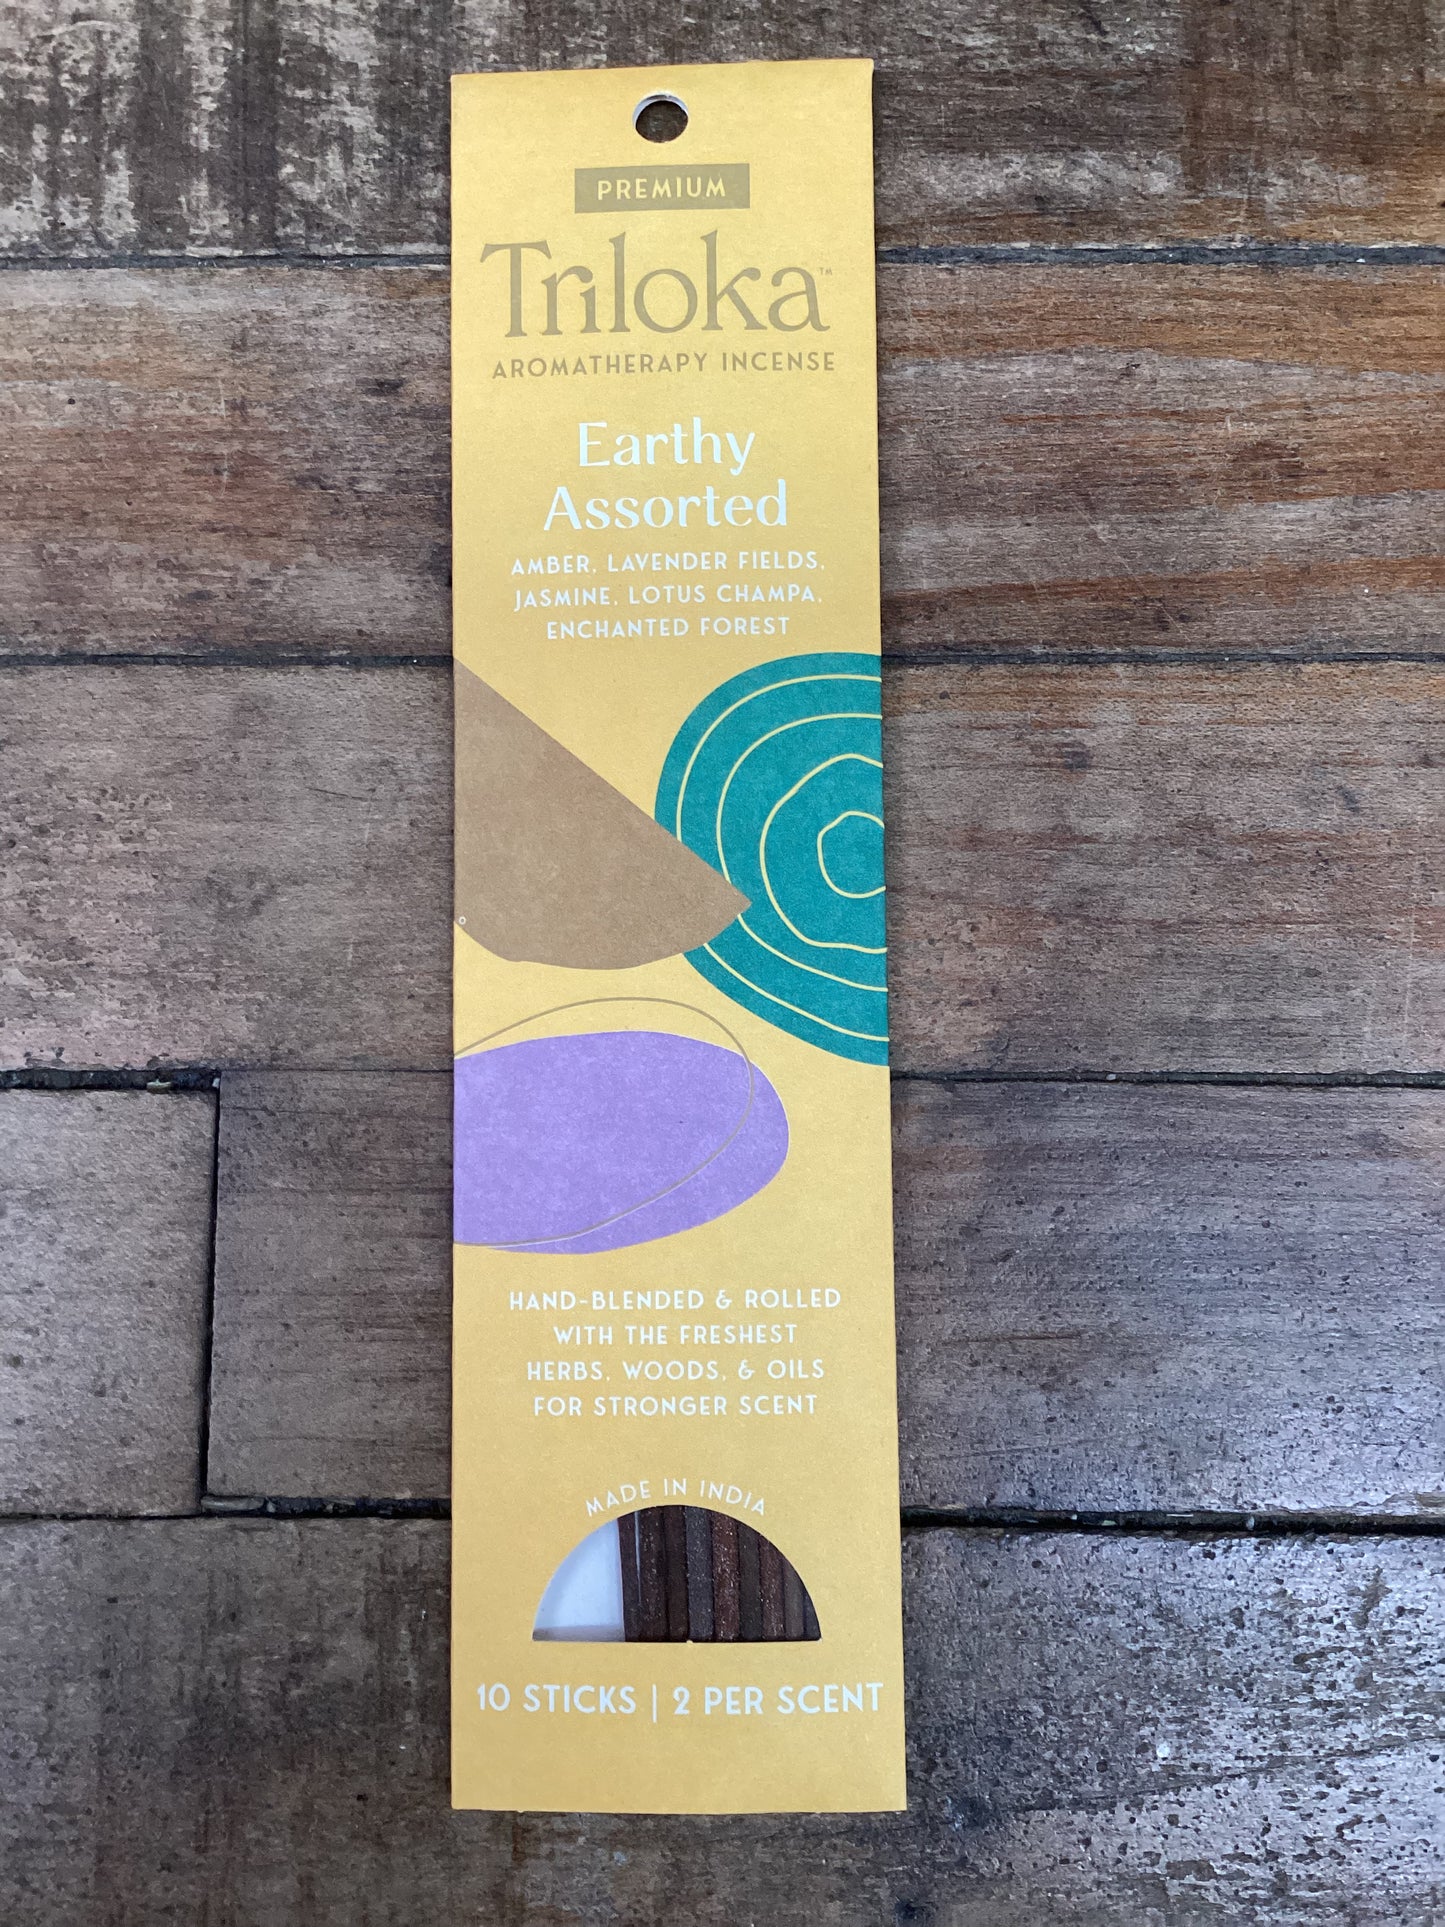 PREMIUM
Triloka™
AROMATHERAPY INCENSE
Earthy
Assorted
AMBER, LAVENDER FIELDS,
JASMINE, LOTUS CHAMPA,
ENCHANTED FOREST
HAND-BLENDED & ROLLED
WITH THE FRESHEST
HERBS, WOODS, & OILS
FOR STRONGER SCENT
MADE IN INDIA
10 STICKS | 2 PER SCENT